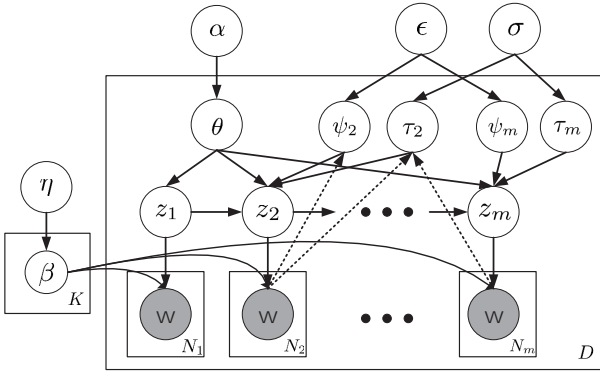 α ϵ σ
θ ψ₂ τ₂ ψₘ τₘ
η z₁ z₂ • • • zₘ
β K
w N₁ w N₂ • • • w Nₘ D